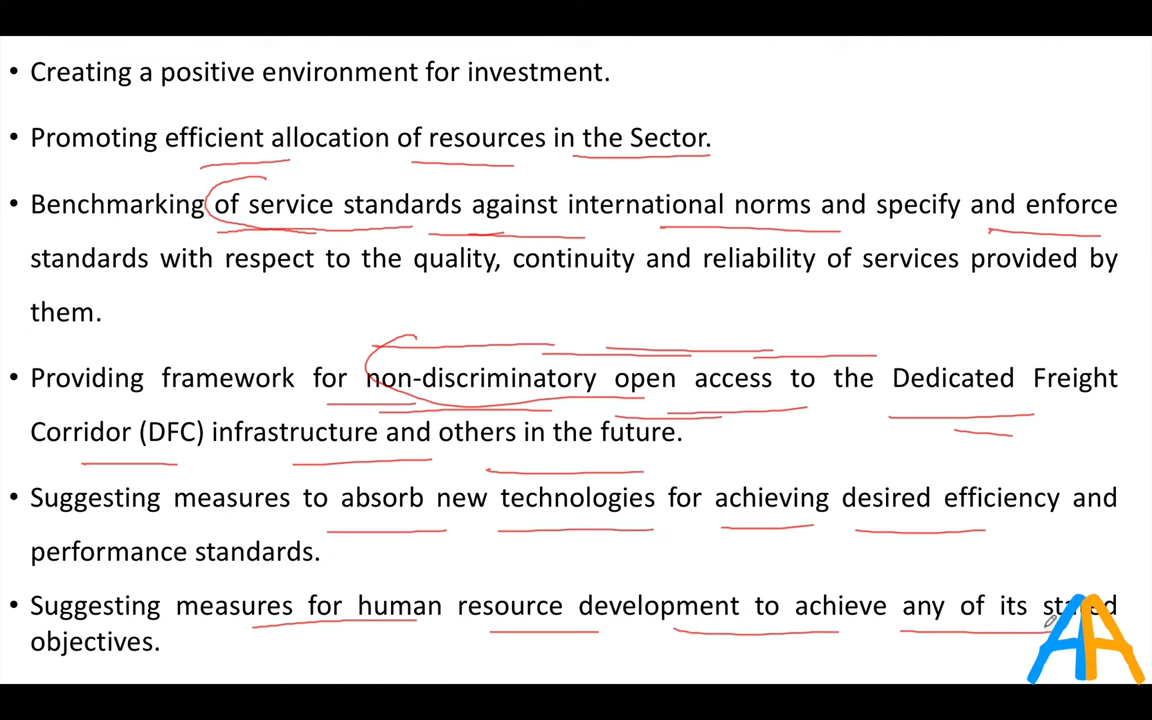 • Creating a positive environment for investment.
• Promoting efficient allocation of resources in the Sector.
• Benchmarking of service standards against international norms and specify and enforce
standards with respect to the quality, continuity and reliability of services provided by
them.
• Providing framework for non-discriminatory open access to the Dedicated Freight
Corridor (DFC) infrastructure and others in the future.
• Suggesting measures to absorb new technologies for achieving desired efficiency and
performance standards.
• Suggesting measures for human resource development to achieve any of its stated
objectives.
AA